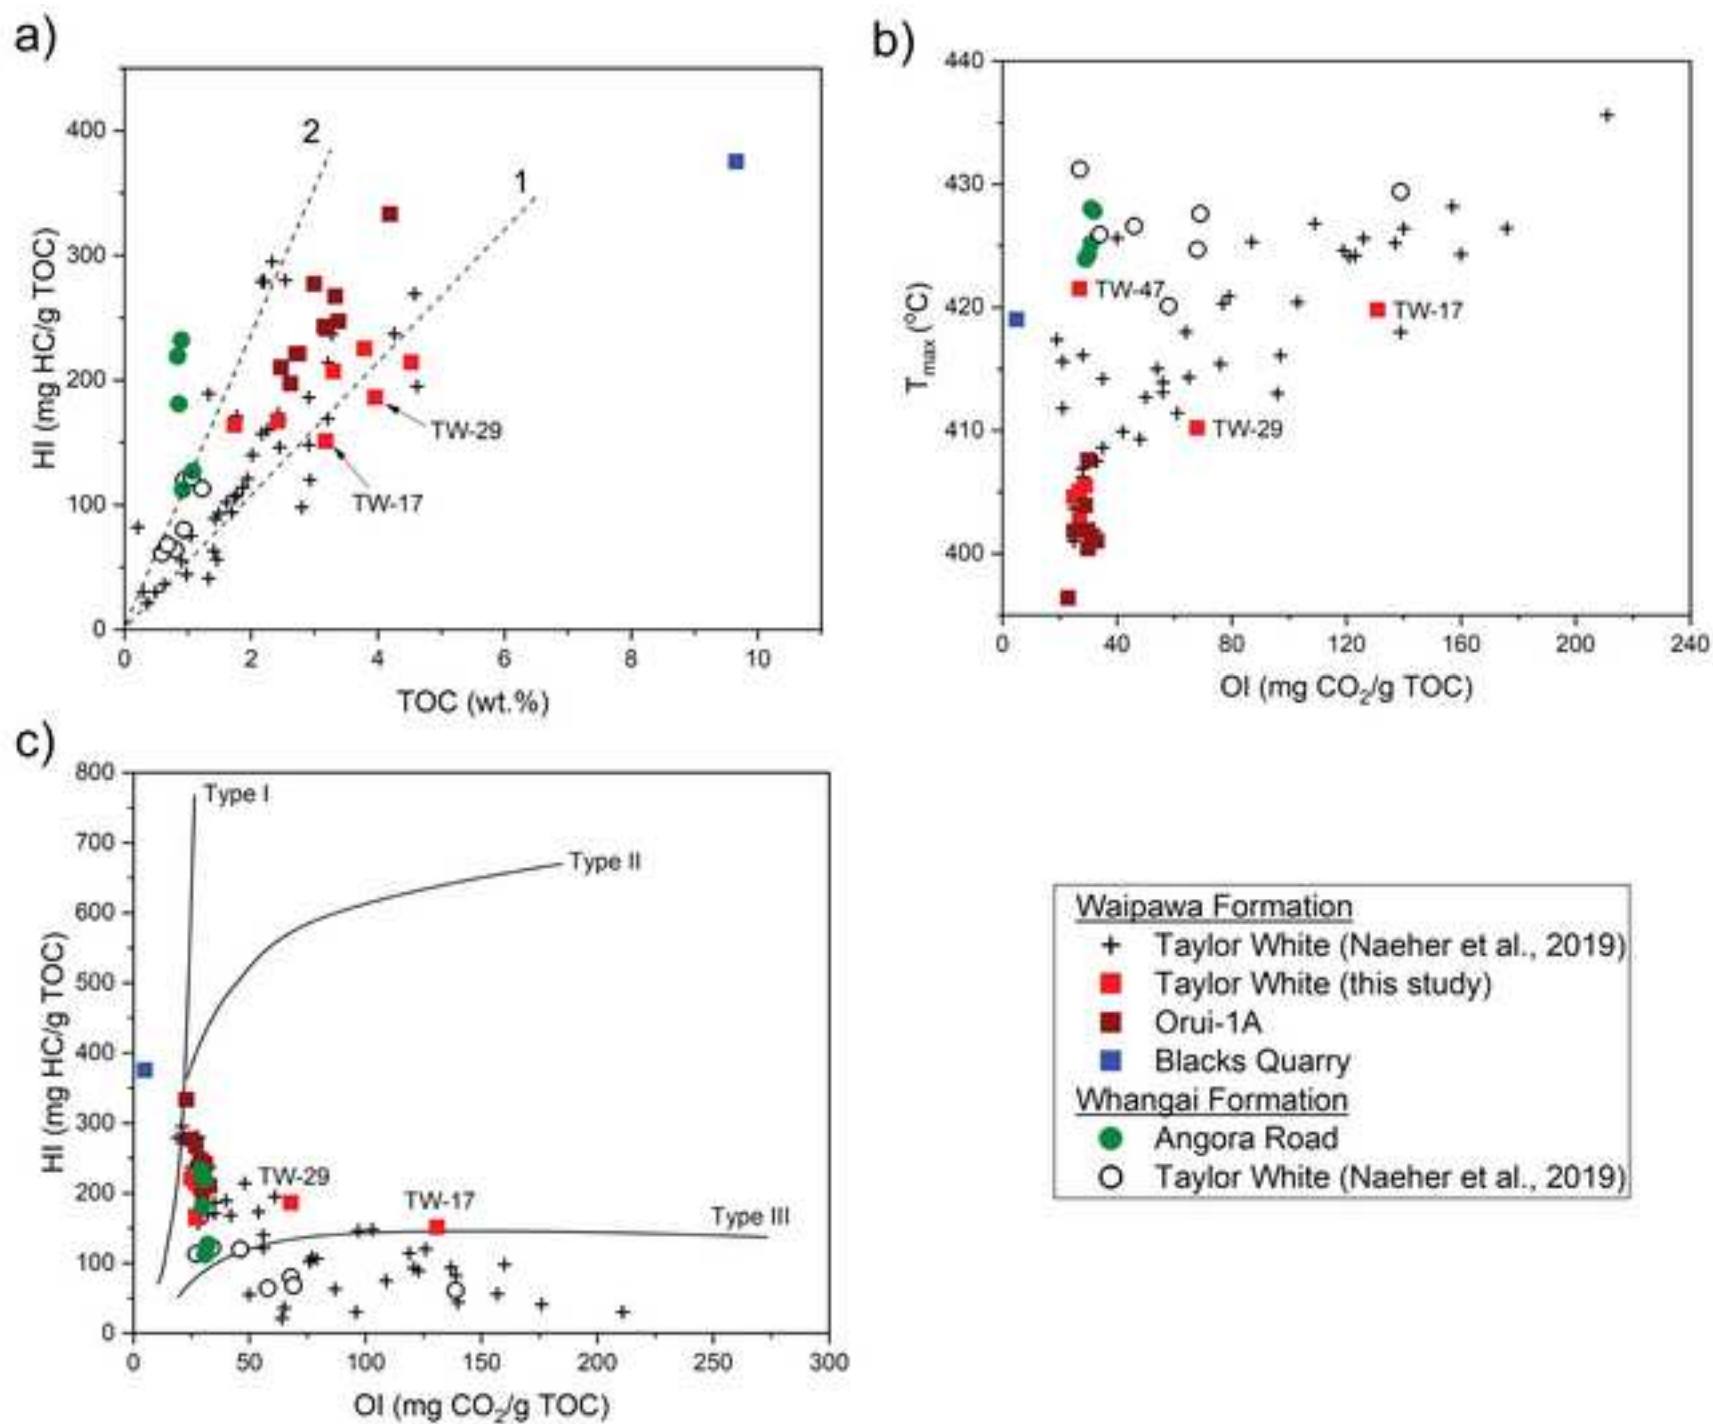 a)
HI (mg HC/g TOC)
400
300
200
100
0
0 2 4 6 8 10
TOC (wt.%)
2
1
TW-29
TW-17
b)
Tmax (°C)
440
430
420
410
400
0 40 80 120 160 200 240
OI (mg CO₂/g TOC)
TW-47
TW-17
TW-29
c)
HI (mg HC/g TOC)
800
700
600
500
400
300
200
100
0
0 50 100 150 200 250 300
OI (mg CO₂/g TOC)
Type I
Type II
TW-29
TW-17
Type III
Waipawa Formation
Taylor White (Naeher et al., 2019)
Taylor White (this study)
Orui-1A
Blacks Quarry
Whangai Formation
Angora Road
Taylor White (Naeher et al., 2019)